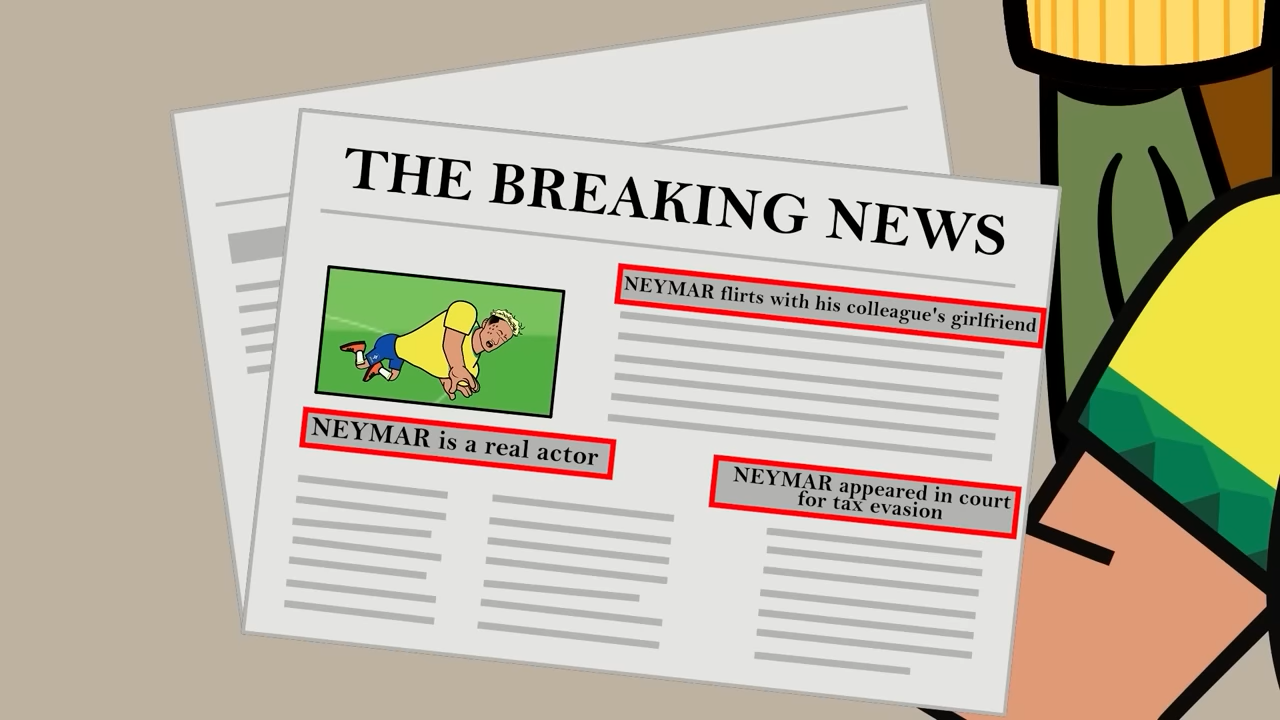 THE BREAKING NEWS
NEYMAR flirts with his colleague's girlfriend
NEYMAR is a real actor
NEYMAR appeared in court
for tax evasion